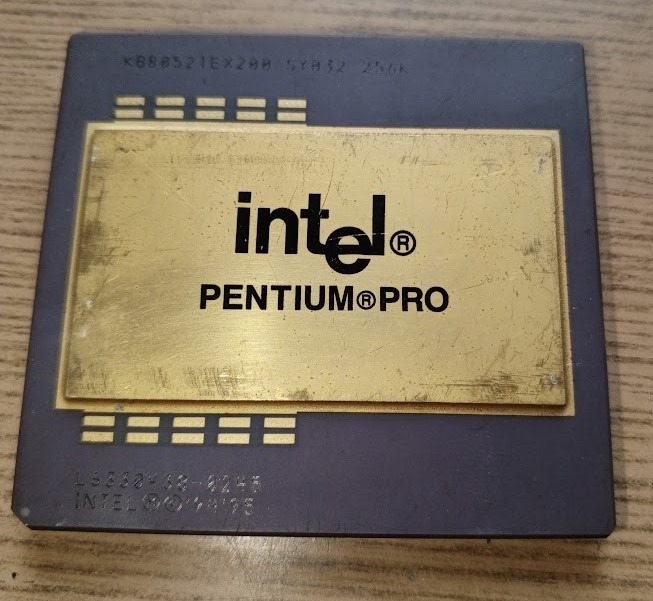 KB80521EX200 SY032 256K
intel®
PENTIUM®PRO
INTEL Ⓜ©'94'95